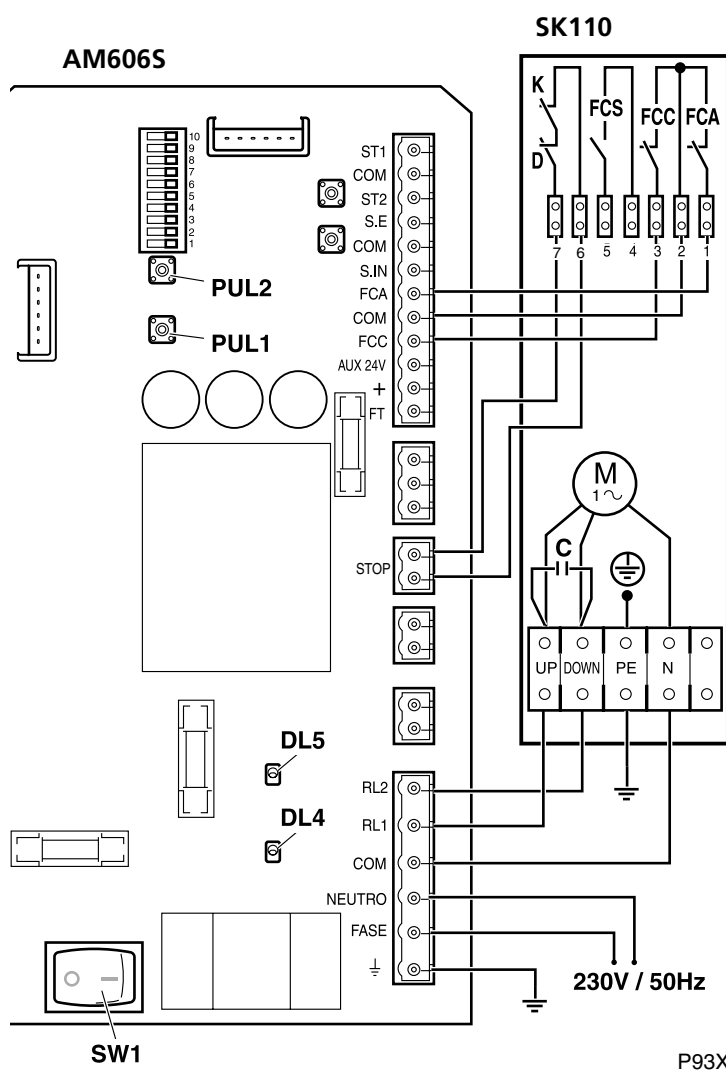 SK110
AM606S
10
9
8
7
6
5
4
3
2
1
PUL2
PUL1
ST1
COM
ST2
S.E
COM
S.IN
FCA
COM
FCC
AUX 24V
+
FT
STOP
K
D
FCS
FCC
FCA
7 6 5 4 3 2 1
M
1~
C
UP DOWN PE N
DL5
DL4
RL2
RL1
COM
NEUTRO
FASE
230V / 50Hz
SW1
P93X